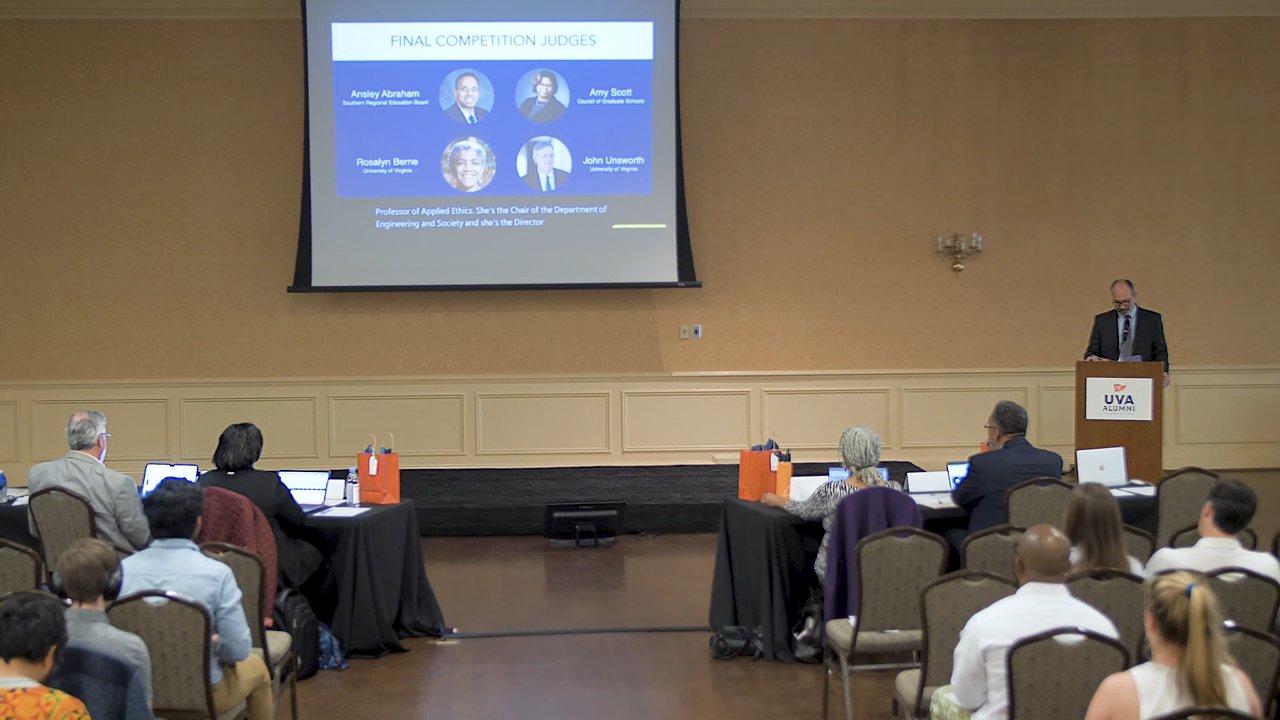 FINAL COMPETITION JUDGES
Ansley Abraham
Southern Regional Education Board
Amy Scott
Council of Graduate Schools
Rosalyn Berne
University of Virginia
John Unsworth
University of Virginia
Professor of Applied Ethics. She's the Chair of the Department of
Engineering and Society and she's the Director
UVA
ALUMNI